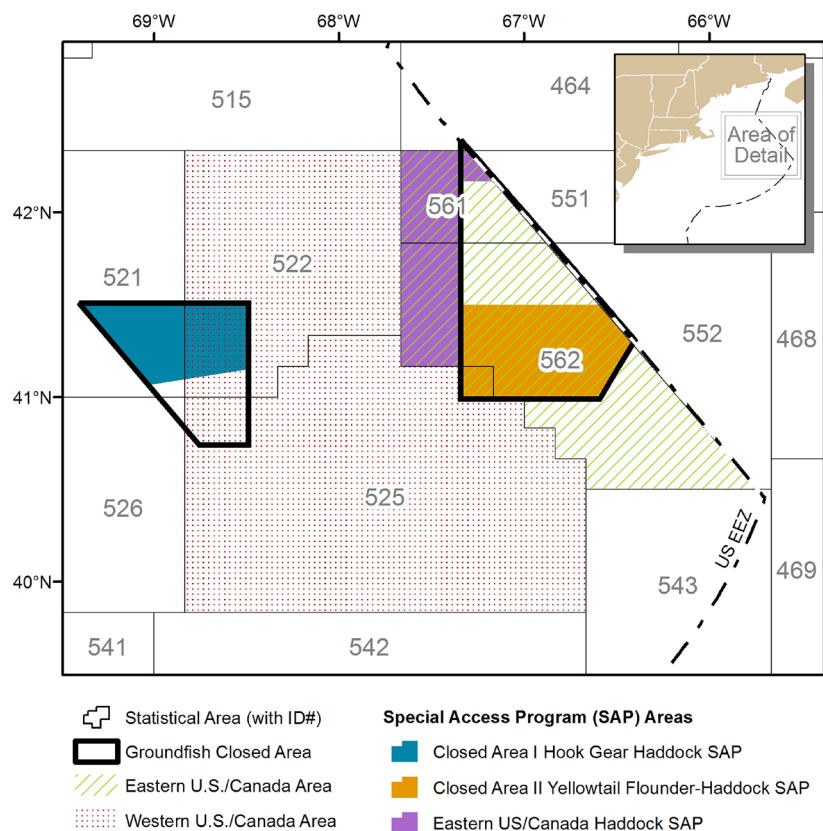 69°W 68°W 67°W 66°W
515
464
Area of
Detail
42°N
561
551
521
522
552
468
562
41°N
525
526
US EEZ
469
40°N
543
541
542
Statistical Area (with ID#)
Groundfish Closed Area
Eastern U.S./Canada Area
Western U.S./Canada Area
Special Access Program (SAP) Areas
Closed Area I Hook Gear Haddock SAP
Closed Area II Yellowtail Flounder-Haddock SAP
Eastern US/Canada Haddock SAP